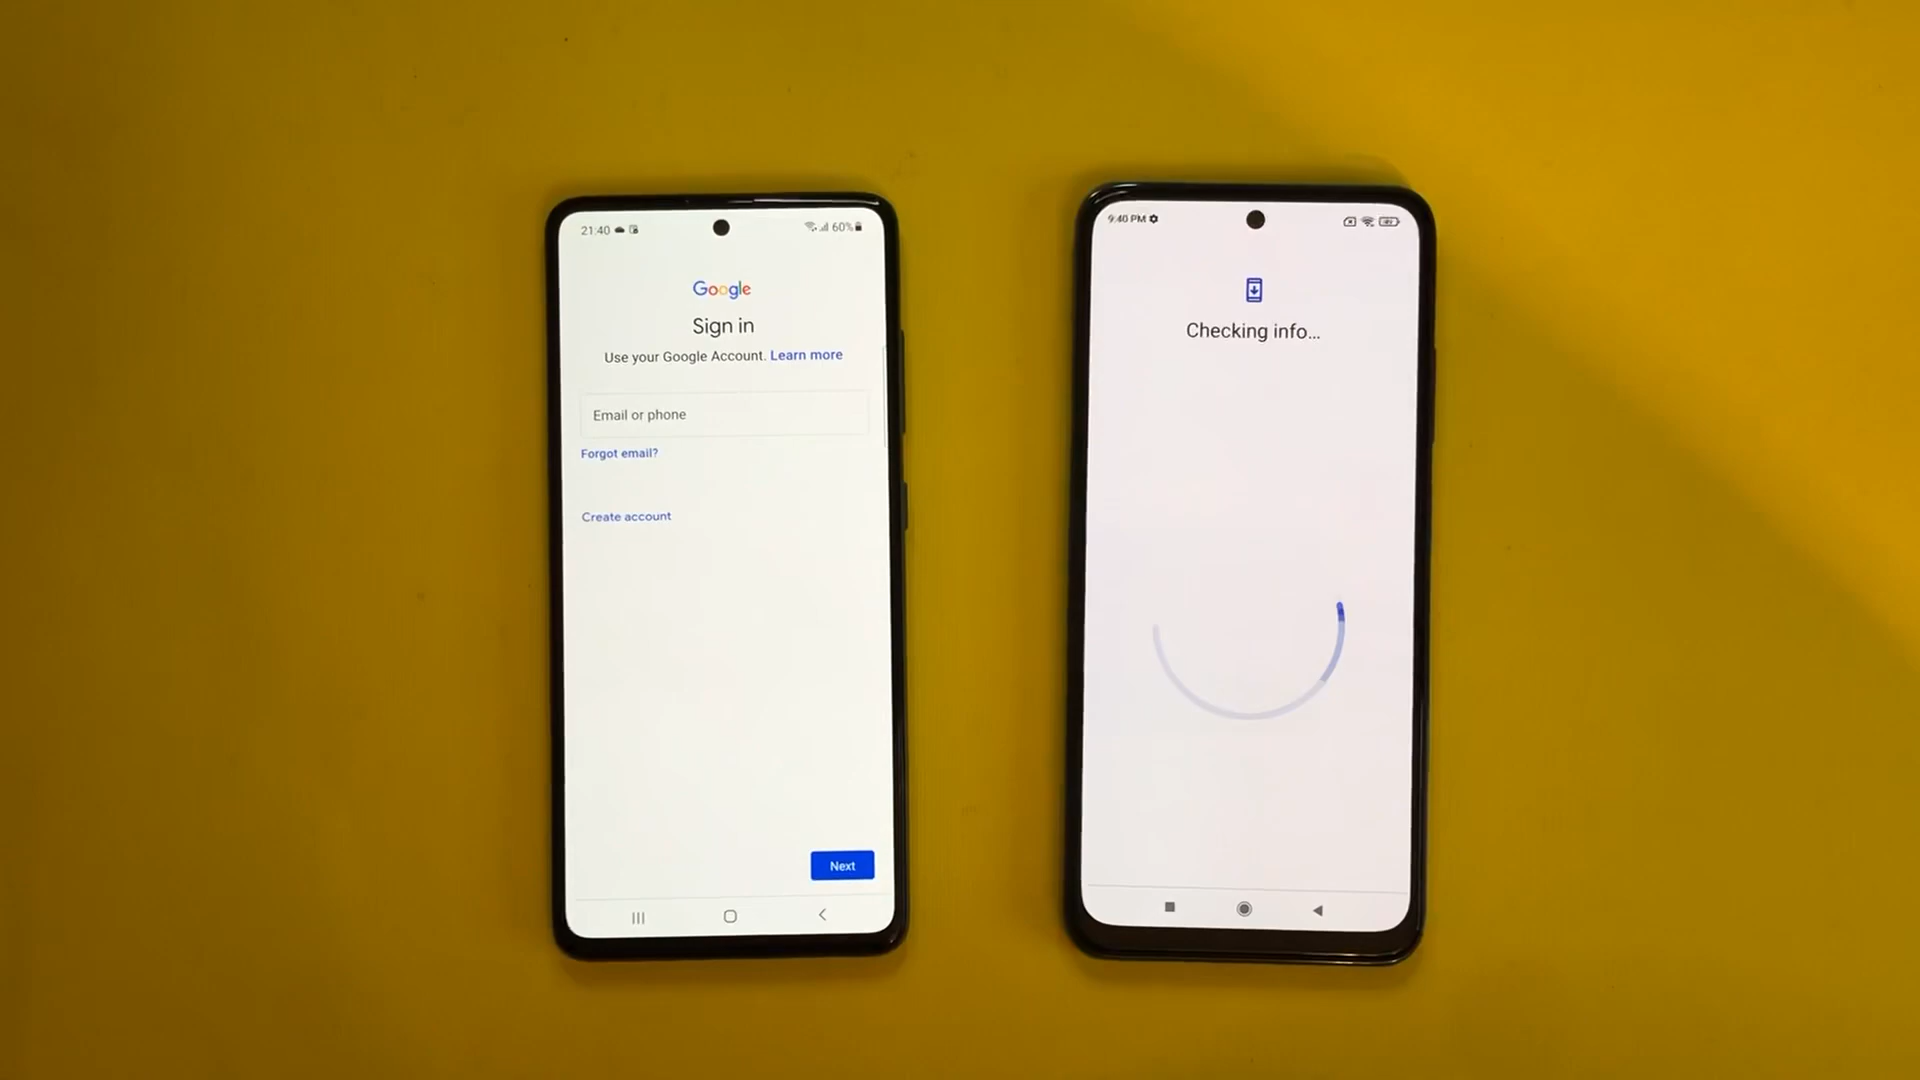 21:40
60%
Google
Sign in
Use your Google Account. Learn more
Email or phone
Forgot email?
Create account
Next
9:40 PM
Checking info...